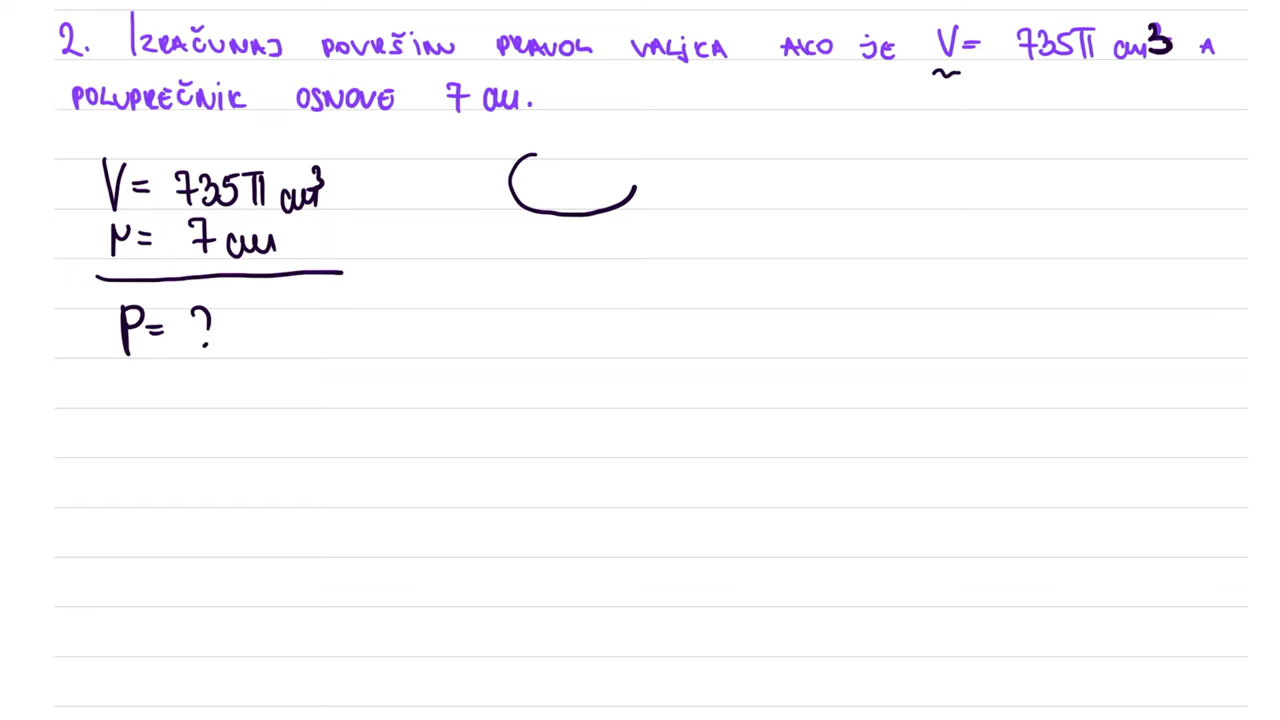 2. Izračunaj površinu pravog valjka ako je V= 735π cm³ a
poluprečnik osnove 7 cm.
V= 735π cm³
r= 7 cm
P= ?